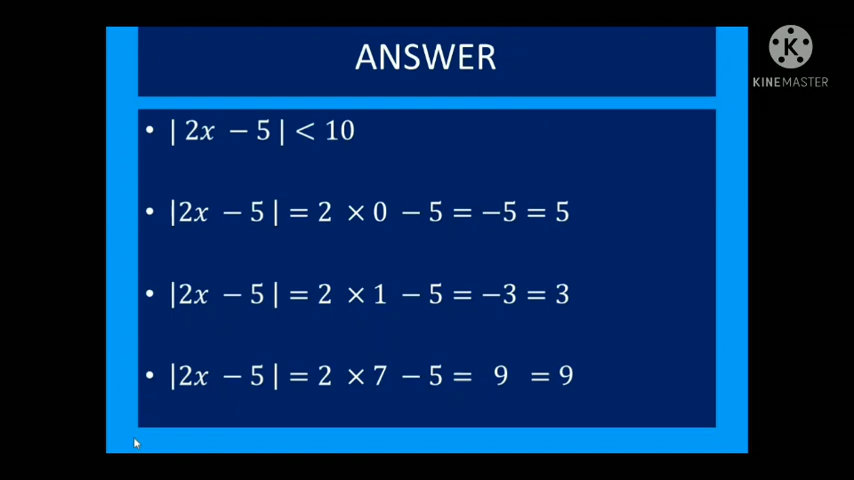 ANSWER
K
KINEMASTER
• | 2x − 5 | < 10
• |2x − 5 | = 2 × 0 − 5 = −5 = 5
• |2x − 5 | = 2 × 1 − 5 = −3 = 3
• |2x − 5 | = 2 × 7 − 5 = 9 = 9